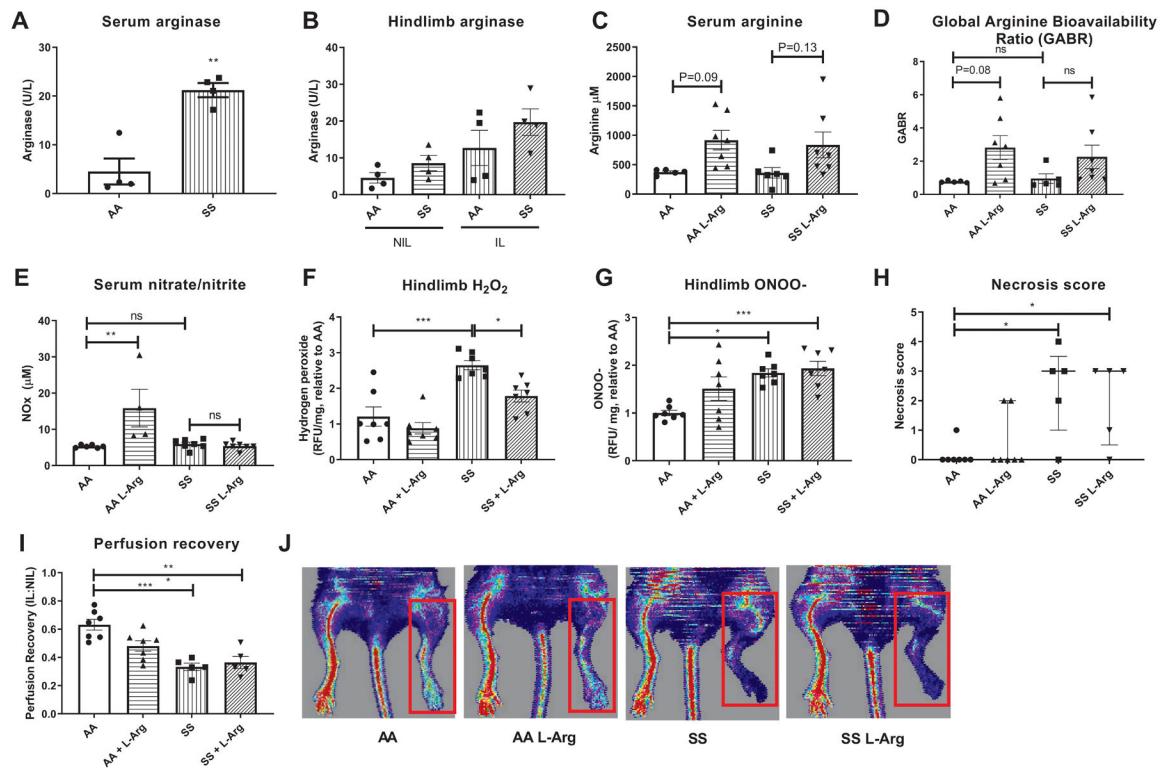 A
Serum arginase
Arginase (U/L)
30
20
10
0
**
AA
SS
B
Hindlimb arginase
Arginase (U/L)
40
30
20
10
0
AA
SS
AA
SS
NIL
IL
C
Serum arginine
Arginine μM
2500
2000
1500
1000
500
0
P=0.09
P=0.13
AA
AA L-Arg
SS
SS L-Arg
D
Global Arginine Bioavailability
Ratio (GABR)
GABR
8
6
4
2
0
ns
P=0.08
ns
AA
AA L-Arg
SS
SS L-Arg
E
Serum nitrate/nitrite
NOx
(μM)
50
40
30
20
10
0
ns
**
ns
AA
AA L-Arg
SS
SS L-Arg
F
Hindlimb H₂O₂
Hydrogen peroxide
(RFU/mg, relative to AA)
4
3
2
1
0
***
*
AA
AA + L-Arg
SS
SS + L-Arg
G
Hindlimb ONOO-
ONOO-
(RFU/ mg, relative to AA)
3
2
1
0
***
*
AA
AA + L-Arg
SS
SS + L-Arg
H
Necrosis score
Necrosis score
5
4
3
2
1
0
*
*
AA
AA L-Arg
SS
SS L-Arg
I
Perfusion recovery
Perfusion Recovery (IL:NIL)
1.0
0.8
0.6
0.4
0.2
0.0
**
***
*
AA
AA + L-Arg
SS
SS + L-Arg
J
AA
AA L-Arg
SS
SS L-Arg